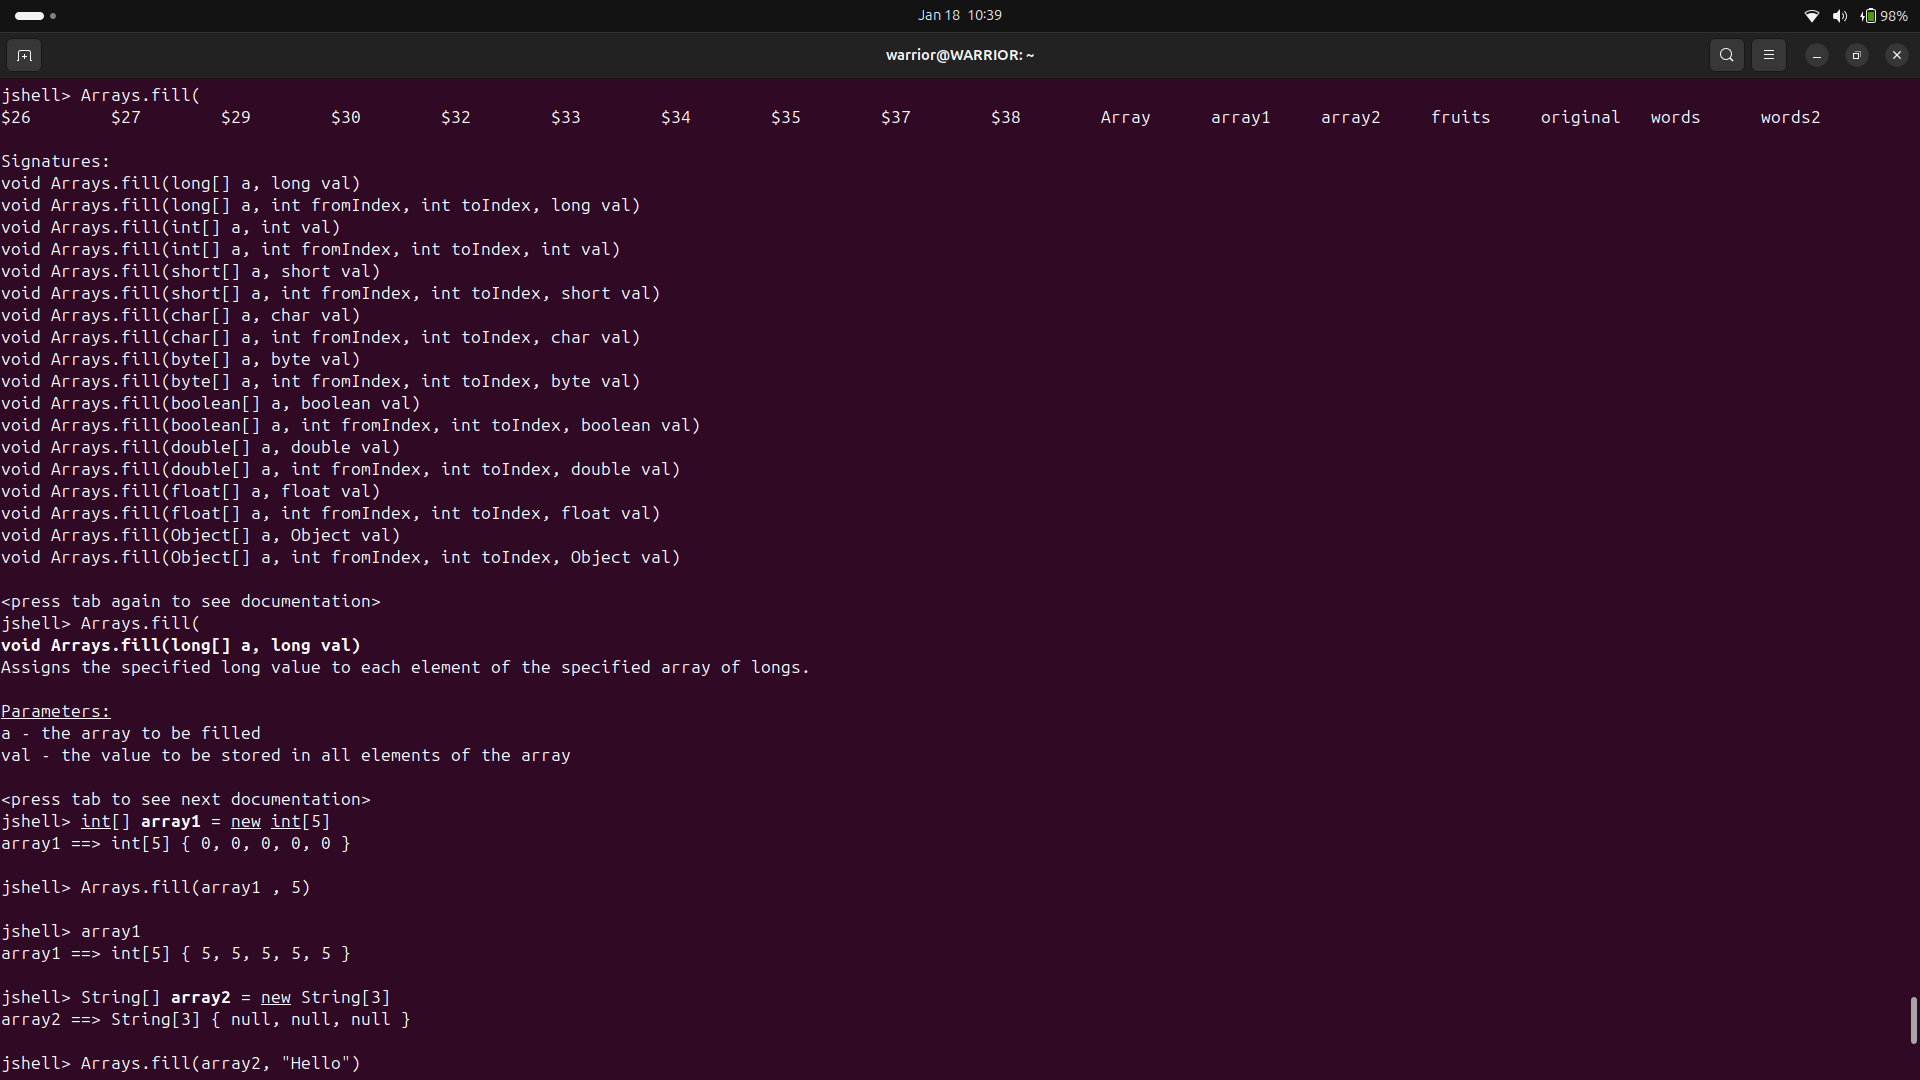 Jan 18 10:39
98%
warrior@WARRIOR: ~
jshell> Arrays.fill(
$26 $27 $29 $30 $32 $33 $34 $35 $37 $38 Array array1 array2 fruits original words words2
Signatures:
void Arrays.fill(long[] a, long val)
void Arrays.fill(long[] a, int fromIndex, int toIndex, long val)
void Arrays.fill(int[] a, int val)
void Arrays.fill(int[] a, int fromIndex, int toIndex, int val)
void Arrays.fill(short[] a, short val)
void Arrays.fill(short[] a, int fromIndex, int toIndex, short val)
void Arrays.fill(char[] a, char val)
void Arrays.fill(char[] a, int fromIndex, int toIndex, char val)
void Arrays.fill(byte[] a, byte val)
void Arrays.fill(byte[] a, int fromIndex, int toIndex, byte val)
void Arrays.fill(boolean[] a, boolean val)
void Arrays.fill(boolean[] a, int fromIndex, int toIndex, boolean val)
void Arrays.fill(double[] a, double val)
void Arrays.fill(double[] a, int fromIndex, int toIndex, double val)
void Arrays.fill(float[] a, float val)
void Arrays.fill(float[] a, int fromIndex, int toIndex, float val)
void Arrays.fill(Object[] a, Object val)
void Arrays.fill(Object[] a, int fromIndex, int toIndex, Object val)
<press tab again to see documentation>
jshell> Arrays.fill(
void Arrays.fill(long[] a, long val)
Assigns the specified long value to each element of the specified array of longs.
Parameters:
a - the array to be filled
val - the value to be stored in all elements of the array
<press tab to see next documentation>
jshell> int[] array1 = new int[5]
array1 ==> int[5] { 0, 0, 0, 0, 0 }
jshell> Arrays.fill(array1 , 5)
jshell> array1
array1 ==> int[5] { 5, 5, 5, 5, 5 }
jshell> String[] array2 = new String[3]
array2 ==> String[3] { null, null, null }
jshell> Arrays.fill(array2, "Hello")